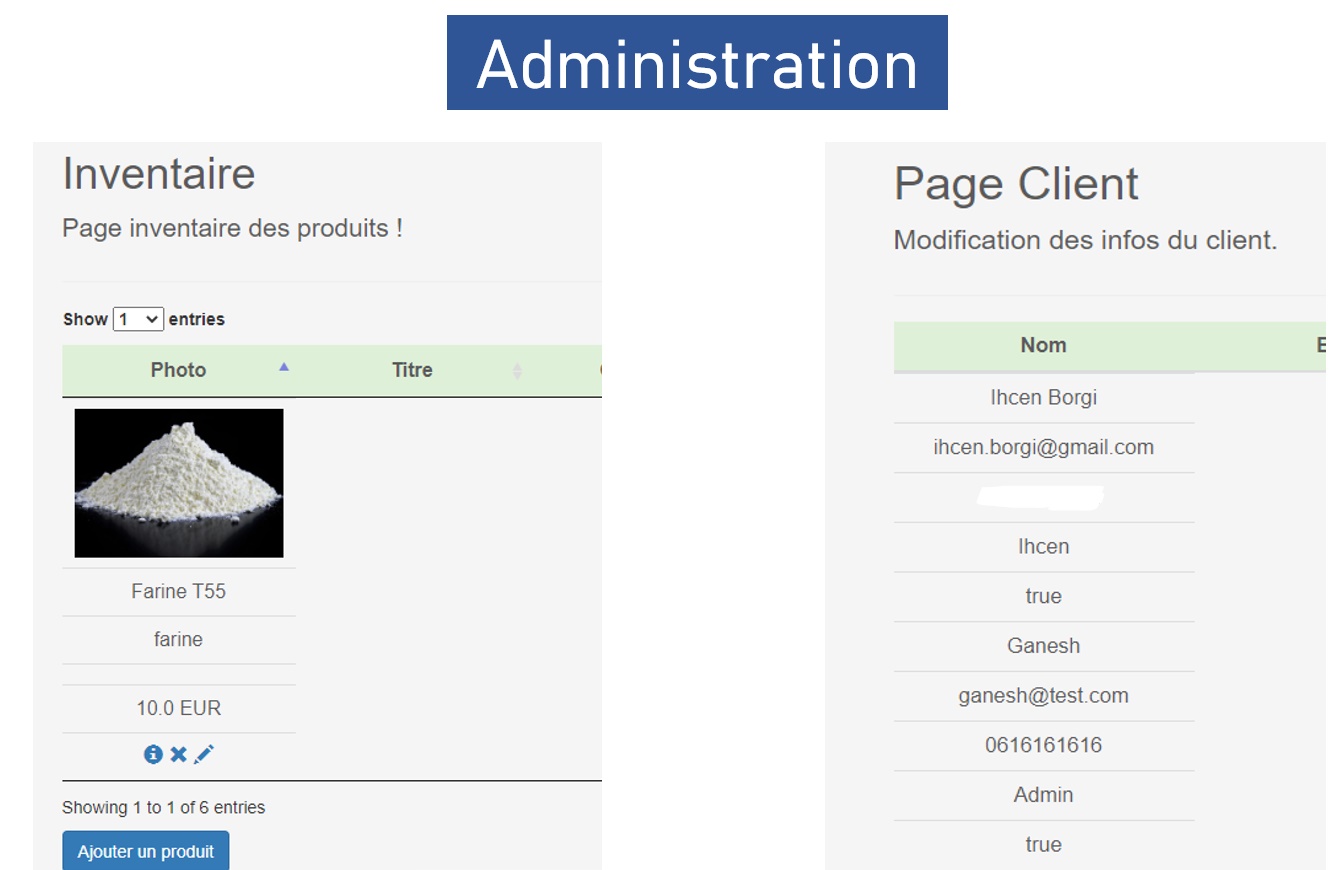 Administration
Inventaire
Page inventaire des produits !
Show 1 entries
Photo Titre
Farine T55
farine
10.0 EUR
Showing 1 to 1 of 6 entries
Ajouter un produit
Page Client
Modification des infos du client.
Nom
Ihcen Borgi
ihcen.borgi@gmail.com
Ihcen
true
Ganesh
ganesh@test.com
0616161616
Admin
true